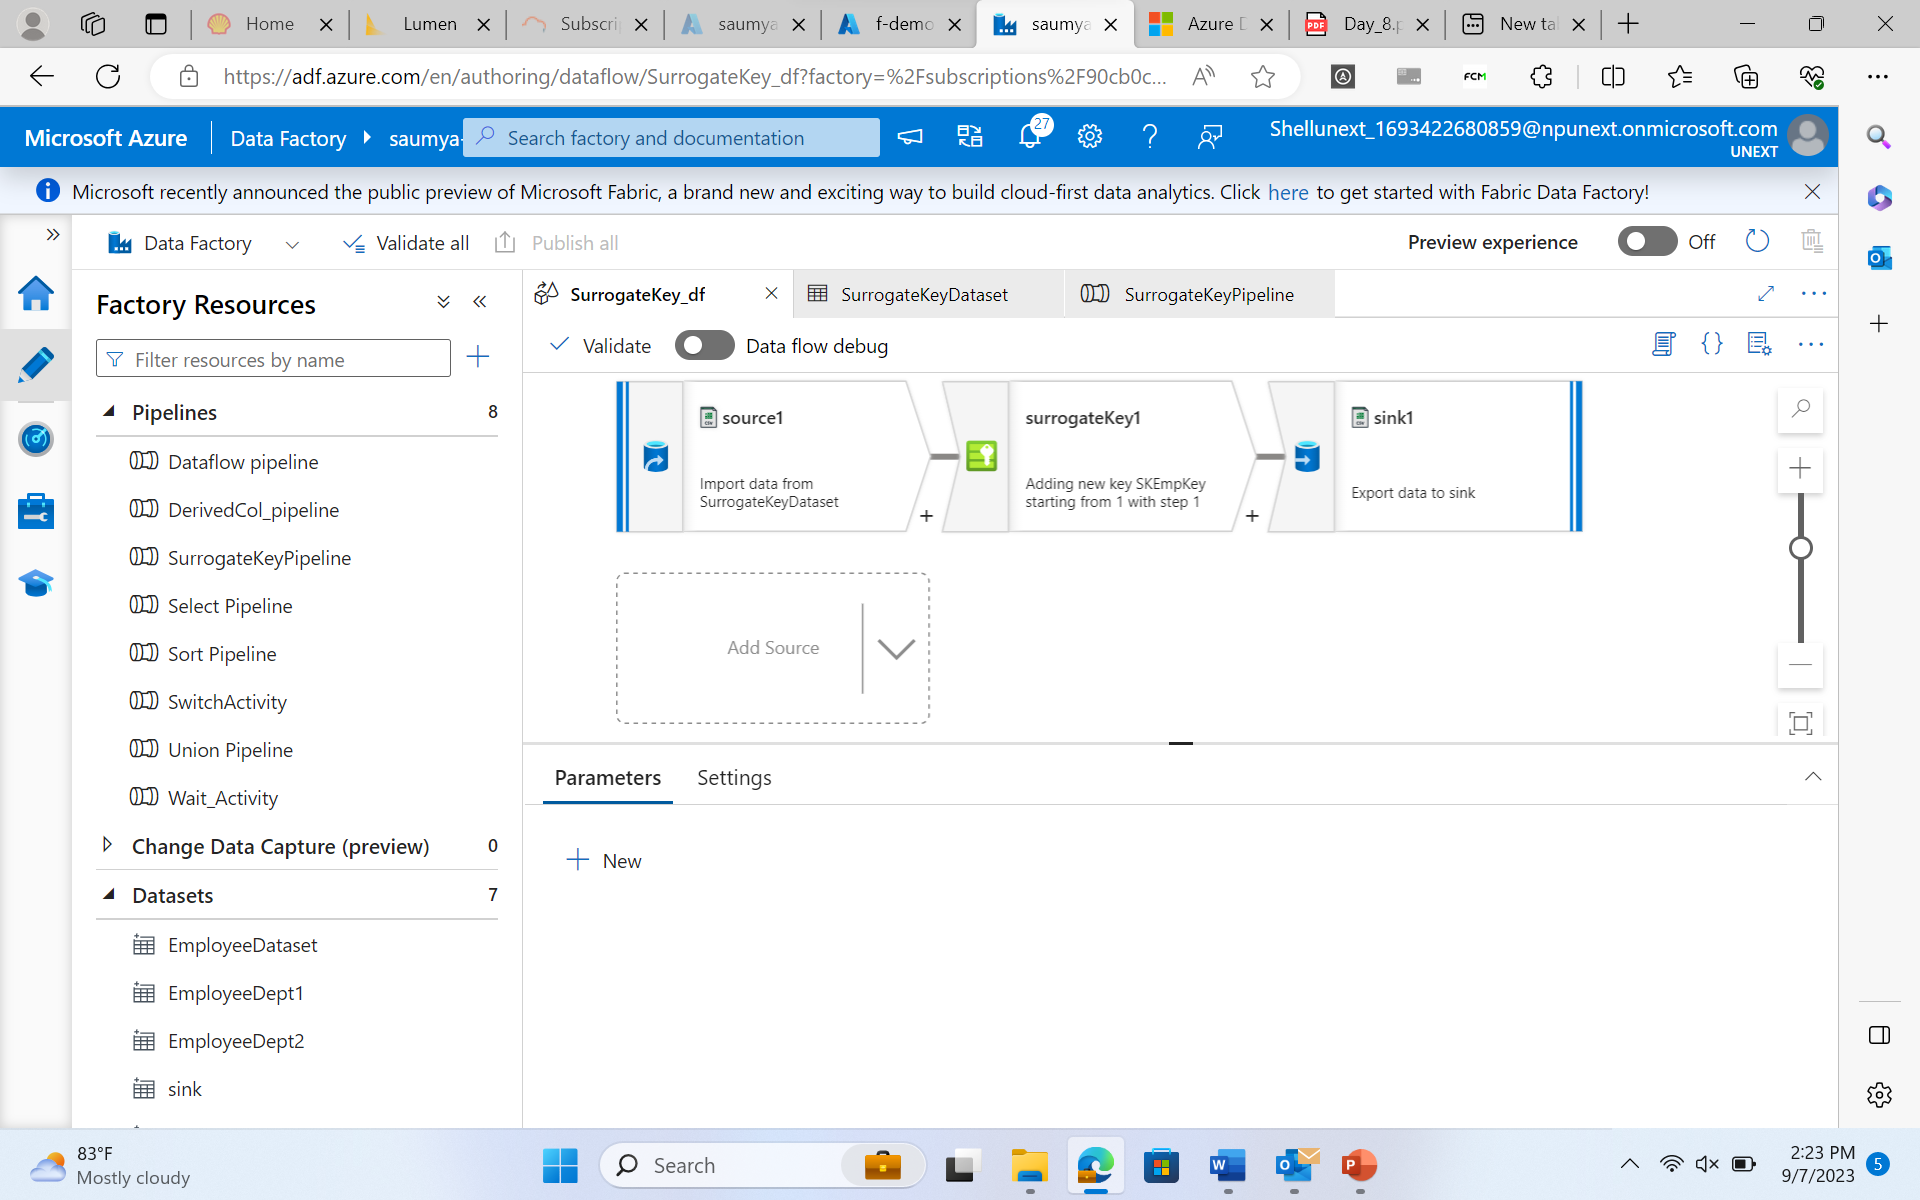 Home
Lumen
Subscri
saumya
f-demo
saumya
Azure D
Day_8.p
New tab
https://adf.azure.com/en/authoring/dataflow/SurrogateKey_df?factory=%2Fsubscriptions%2F90cb0c...
FCM
Microsoft Azure
Data Factory
saumya-
Search factory and documentation
27
Shellunext_1693422680859@npunext.onmicrosoft.com
UNEXT
Microsoft recently announced the public preview of Microsoft Fabric, a brand new and exciting way to build cloud-first data analytics. Click here to get started with Fabric Data Factory!
Data Factory
Validate all
Publish all
Preview experience
Off
Factory Resources
Filter resources by name
Pipelines 8
Dataflow pipeline
DerivedCol_pipeline
SurrogateKeyPipeline
Select Pipeline
Sort Pipeline
SwitchActivity
Union Pipeline
Wait_Activity
Change Data Capture (preview) 0
Datasets 7
EmployeeDataset
EmployeeDept1
EmployeeDept2
sink
SurrogateKey_df
SurrogateKeyDataset
SurrogateKeyPipeline
Validate
Data flow debug
source1
Import data from
SurrogateKeyDataset
surrogateKey1
Adding new key SKEmpKey
starting from 1 with step 1
sink1
Export data to sink
Add Source
Parameters
Settings
New
83°F
Mostly cloudy
Search
2:23 PM
9/7/2023
5